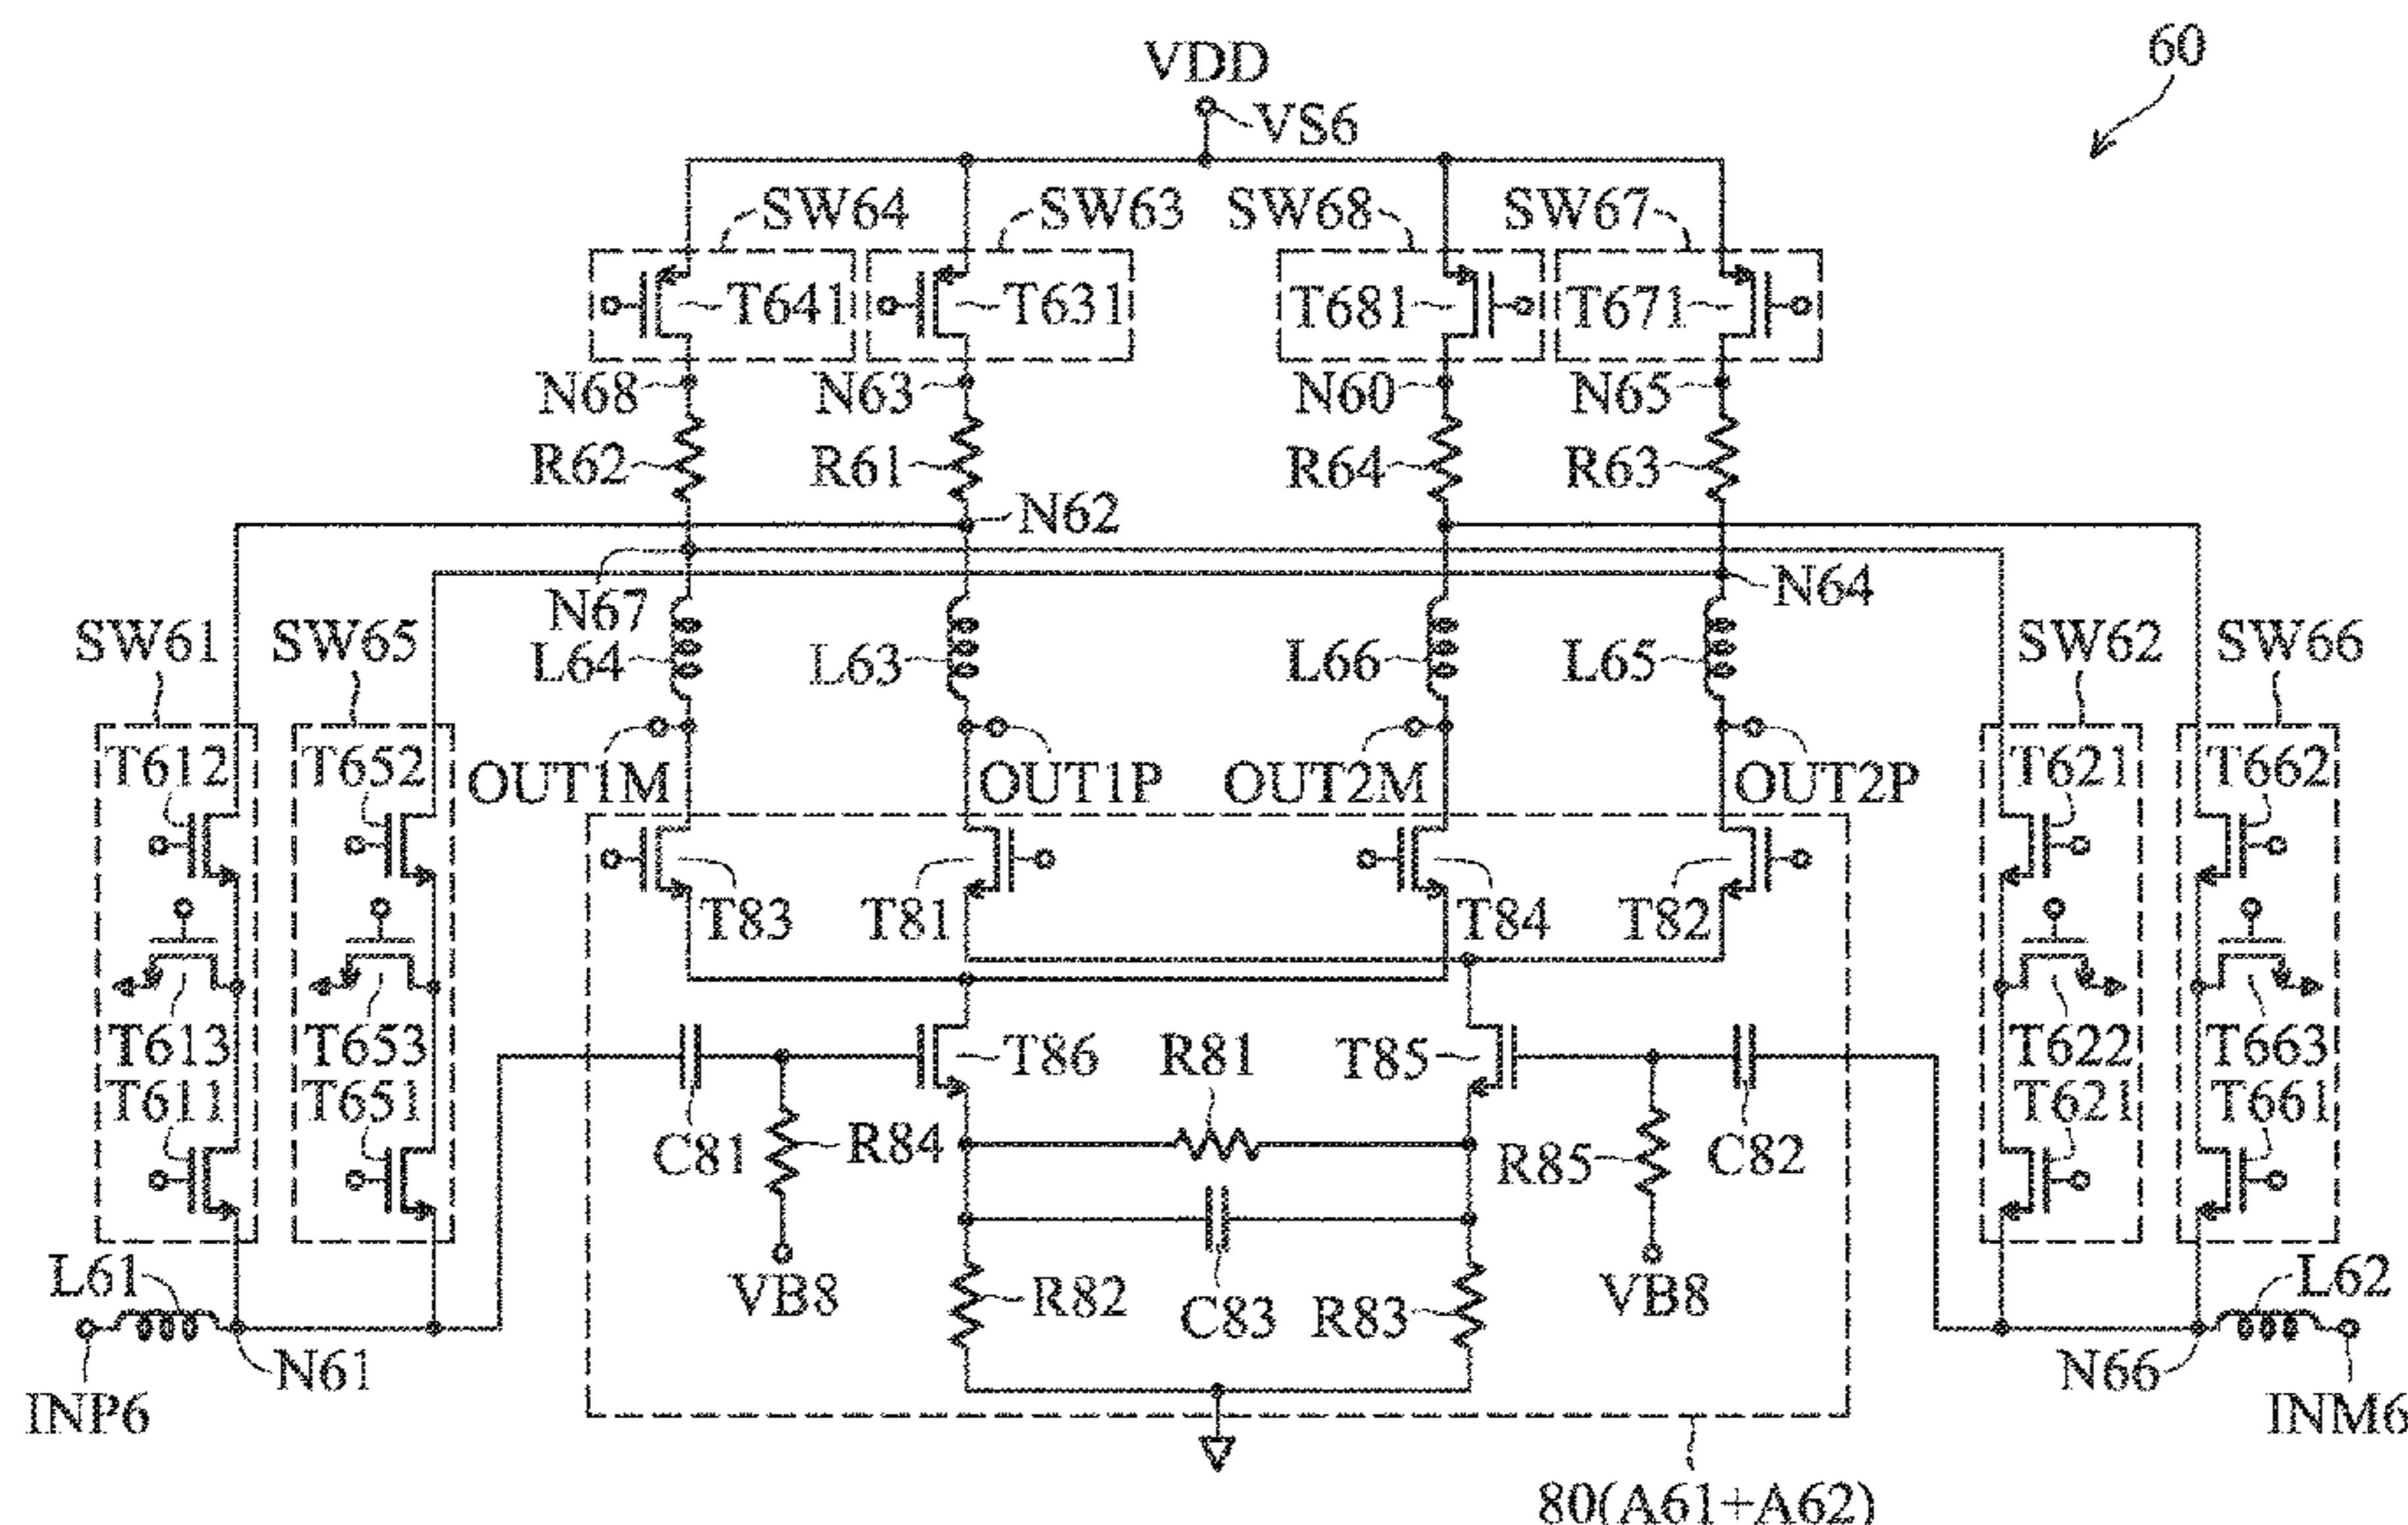 60
VDD
VS6
SW64
SW63
SW68
SW67
T641
T631
T681
T671
N68
N63
N60
N65
R62
R61
R64
R63
N62
N67
N64
SW61
SW65
L64
L63
L66
L65
SW62
SW66
T612
T652
OUT1M
OUT1P
OUT2M
OUT2P
T621
T662
T83
T81
T84
T82
T613
T653
T86
R81
T85
T622
T663
T611
T651
C81
R84
R85
C82
T621
T661
L61
VB8
R82
C83
R83
VB8
L62
N61
N66
INP6
INM6
80(A61+A62)